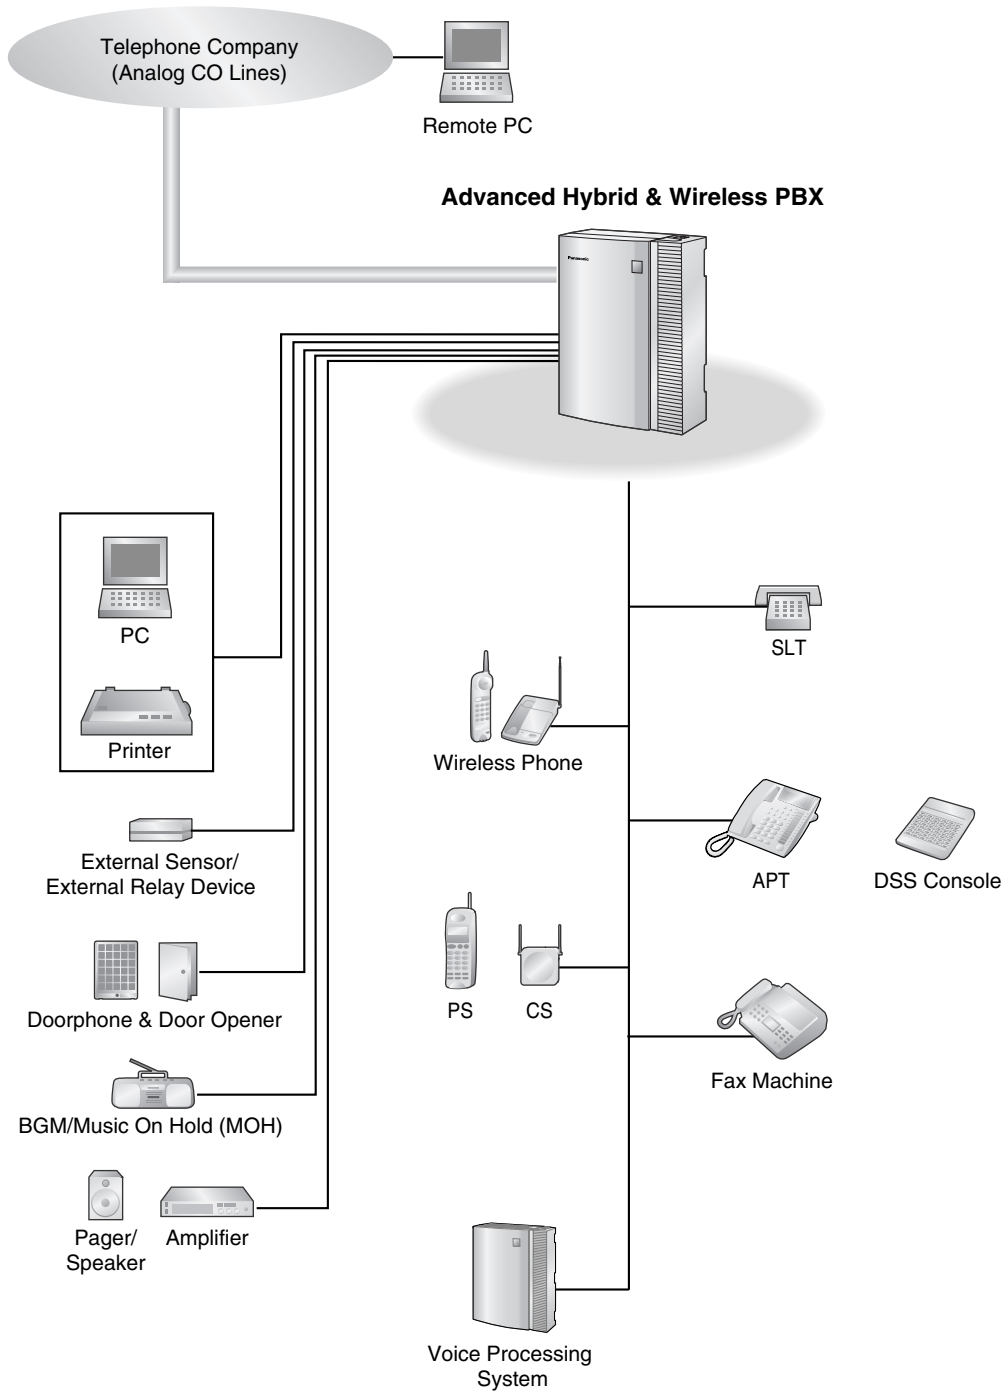 Telephone Company
(Analog CO Lines)
Remote PC
Advanced Hybrid & Wireless PBX
Panasonic
PC
Printer
SLT
Wireless Phone
External Sensor/
External Relay Device
APT
DSS Console
PS
CS
Doorphone & Door Opener
Fax Machine
BGM/Music On Hold (MOH)
Pager/
Speaker
Amplifier
Voice Processing
System